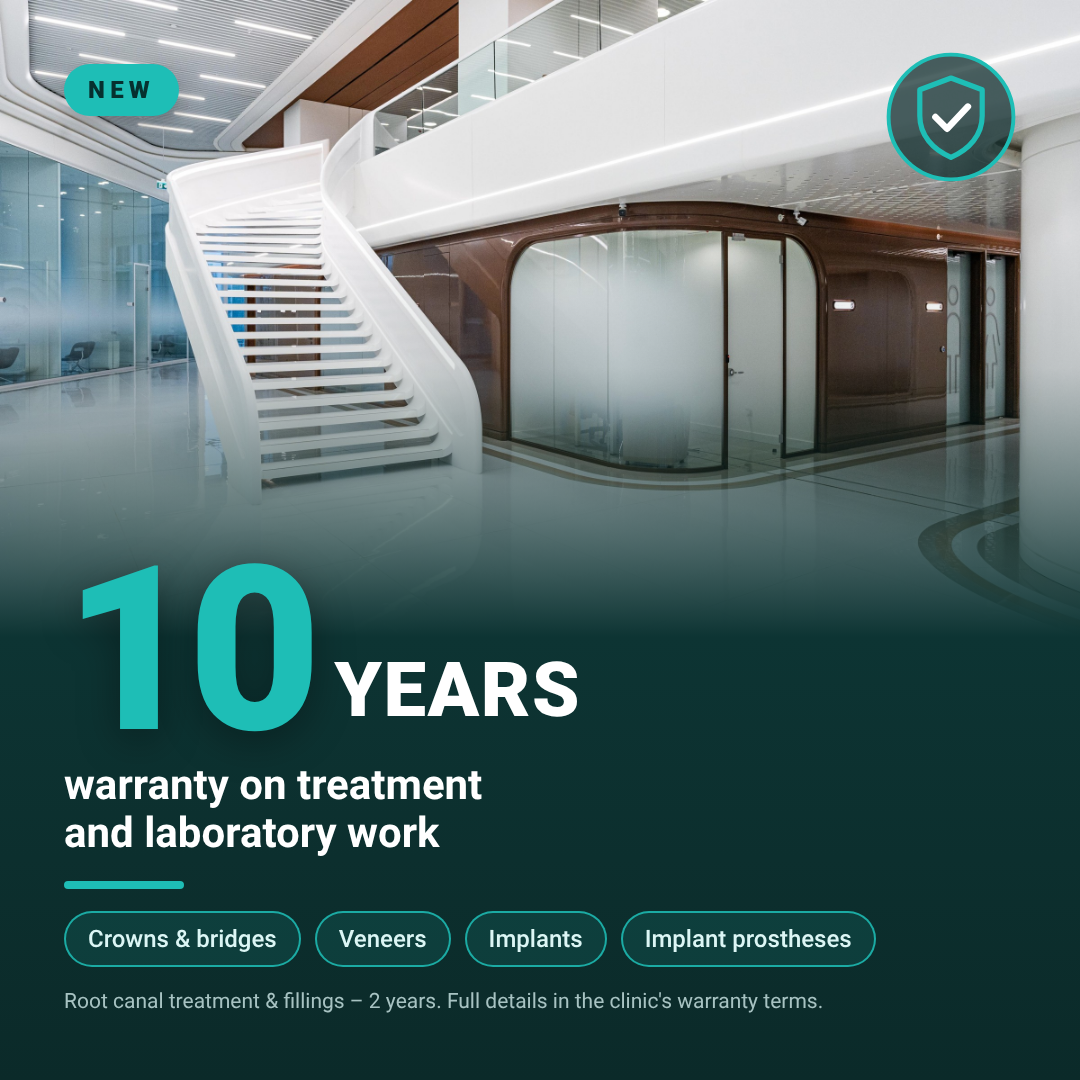 NEW
10 YEARS
warranty on treatment
and laboratory work
Crowns & bridges
Veneers
Implants
Implant prostheses
Root canal treatment & fillings – 2 years. Full details in the clinic's warranty terms.